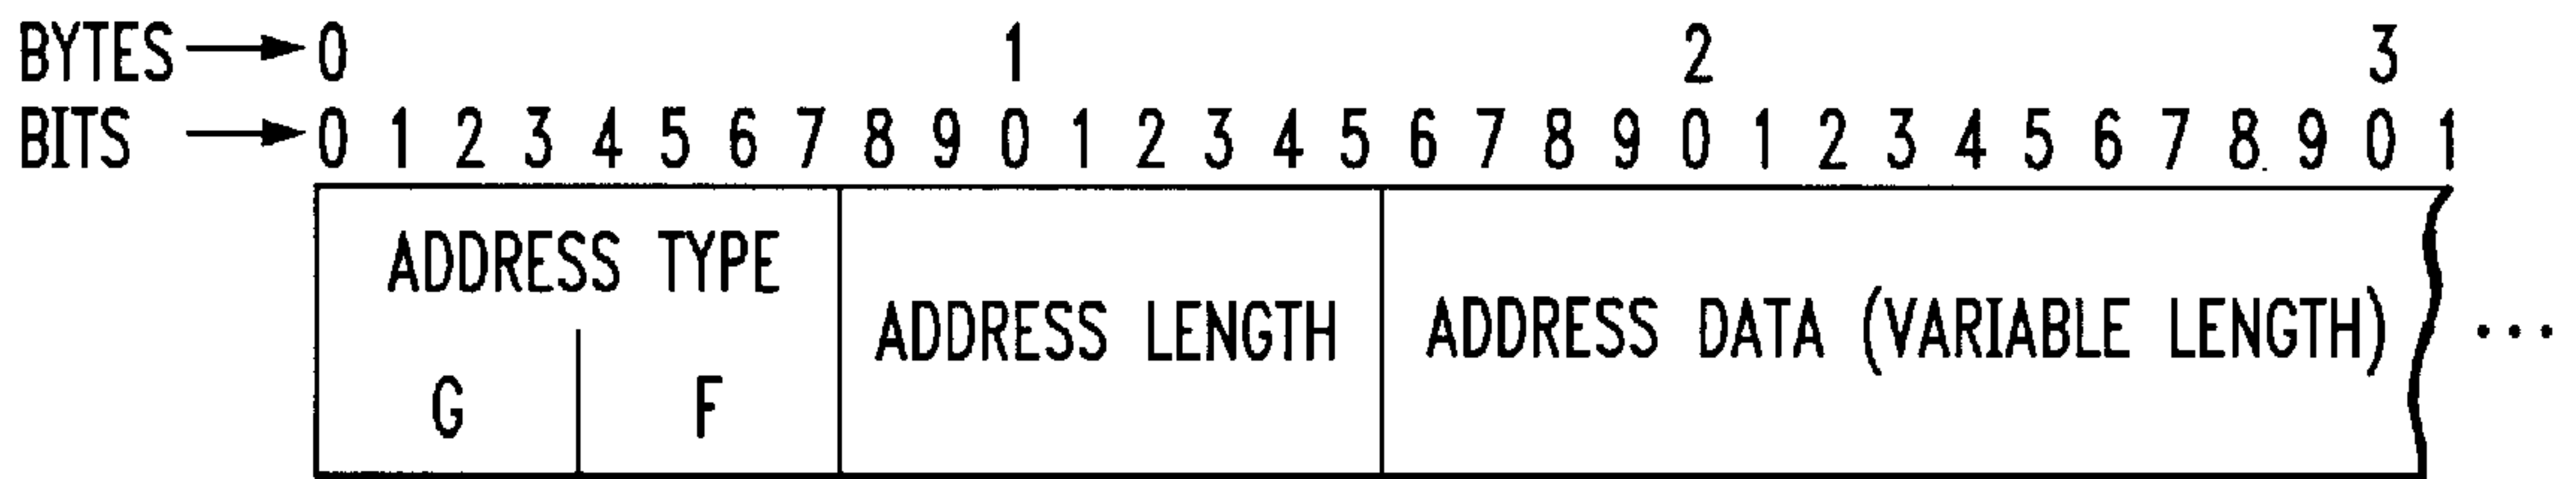 BYTES 0 1 2 3
BITS 0 1 2 3 4 5 6 7 8 9 0 1 2 3 4 5 6 7 8 9 0 1 2 3 4 5 6 7 8 9 0 1
ADDRESS TYPE
G F
ADDRESS LENGTH
ADDRESS DATA (VARIABLE LENGTH) ...